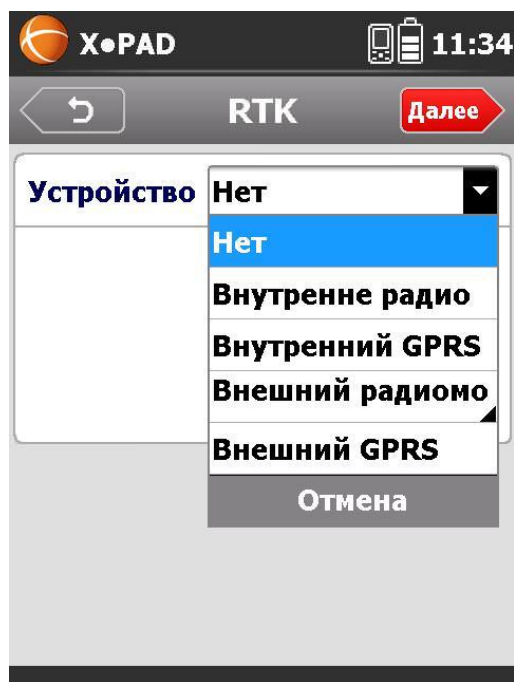 X●PAD 11:34
RTK Далее
Устройство Нет
Нет
Внутренне радио
Внутренний GPRS
Внешний радиомо
Внешний GPRS
Отмена